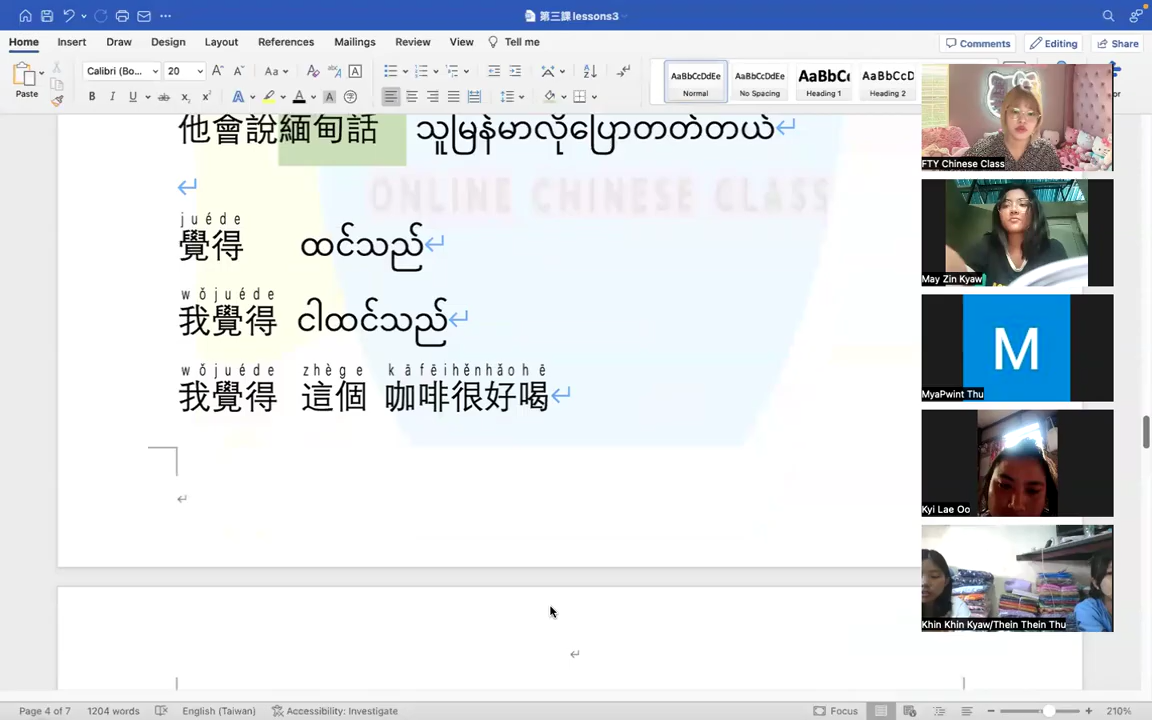 第三課lessons3
Home Insert Draw Design Layout References Mailings Review View Tell me
Comments Editing Share
Paste
Calibri (Bo... 20
AaBbCcDdEe AaBbCcDdEe AaBbC AaBbCcD
Normal No Spacing Heading 1 Heading 2
他會說緬甸話 သူမြန်မာလိုပြောတတ်တယ်
ONLINE CHINESE CLASS
juéde
覺得 ထင်သည်
wǒjuéde
我覺得 ငါထင်သည်
wǒjuéde zhège kāfēihěnhǎohē
我覺得 這個 咖啡很好喝
FTY Chinese Class
May Zin Kyaw
M
MyaPwint Thu
Kyi Lae Oo
Khin Khin Kyaw/Thein Thein Thu
Page 4 of 7 1204 words English (Taiwan) Accessibility: Investigate Focus 210%